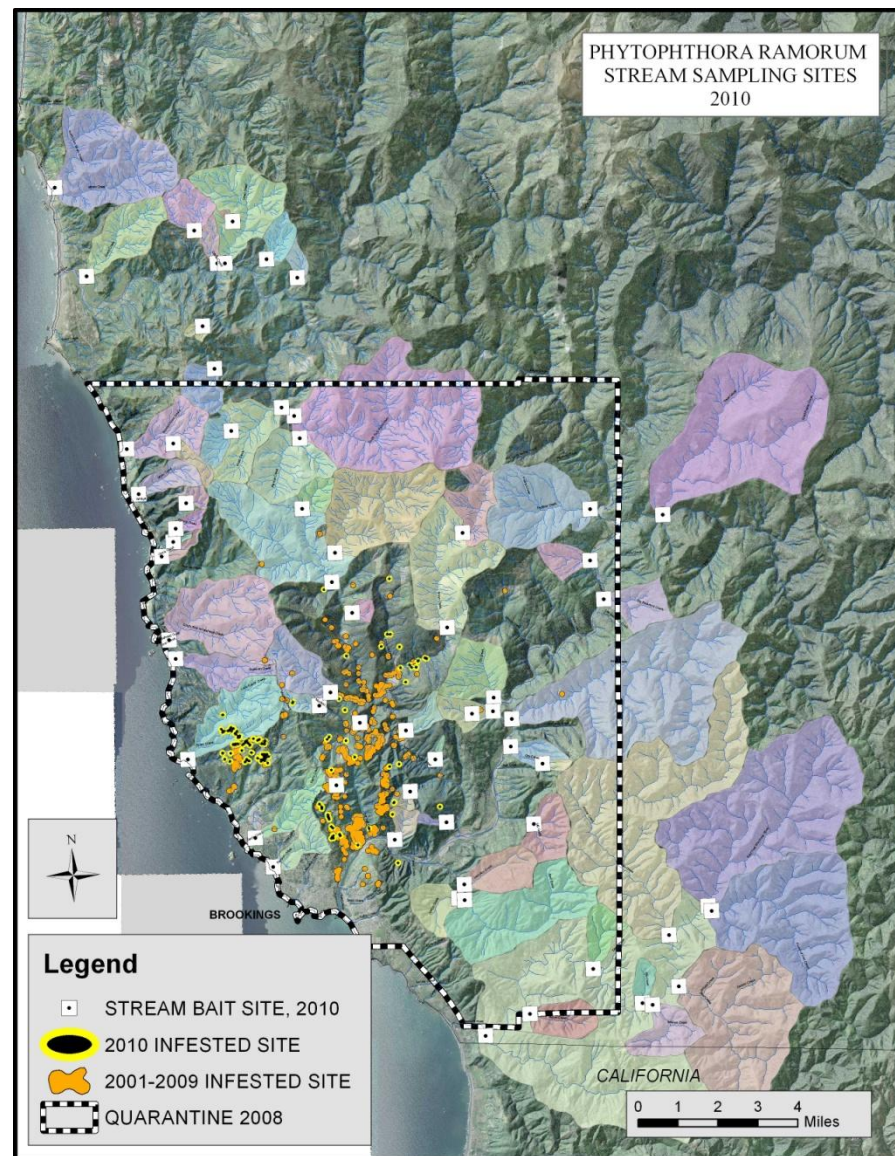 PHYTOPHTHORA RAMORUM
STREAM SAMPLING SITES
2010
N
BROOKINGS
Legend
STREAM BAIT SITE, 2010
2010 INFESTED SITE
2001-2009 INFESTED SITE
QUARANTINE 2008
CALIFORNIA
0 1 2 3 4
Miles